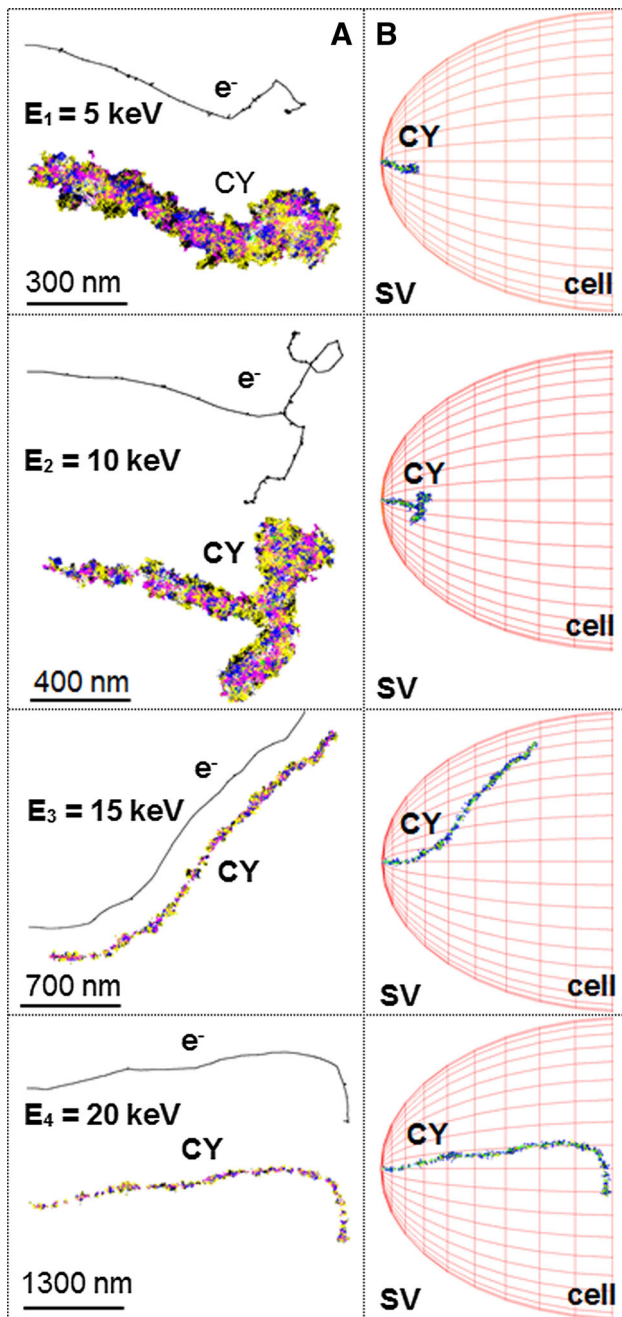 A
B
e⁻
E₁ = 5 keV
CY
300 nm
CY
SV
cell
e⁻
E₂ = 10 keV
CY
400 nm
CY
cell
SV
e⁻
E₃ = 15 keV
CY
700 nm
CY
SV
cell
e⁻
E₄ = 20 keV
CY
1300 nm
CY
SV
cell